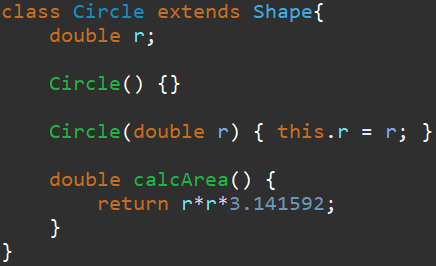 class Circle extends Shape{
    double r;

    Circle() {}

    Circle(double r) { this.r = r; }

    double calcArea() {
        return r*r*3.141592;
    }
}